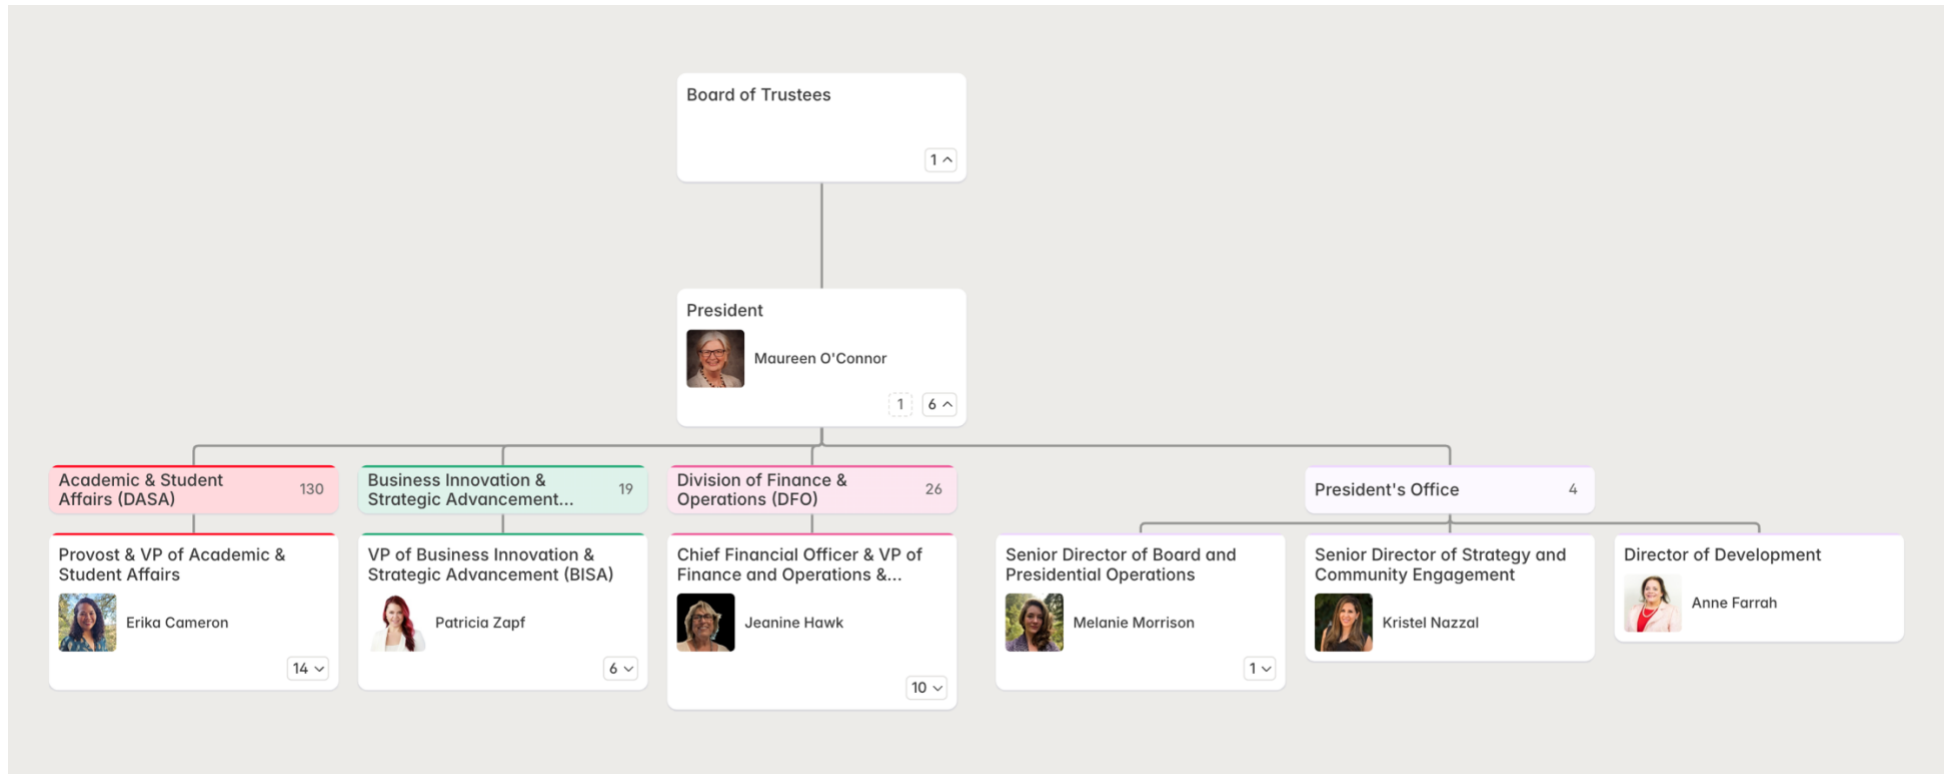 Board of Trustees
1
President
Maureen O'Connor
1 6
Academic & Student
Affairs (DASA)
130
Business Innovation &
Strategic Advancement...
19
Division of Finance &
Operations (DFO)
26
President's Office
4
Provost & VP of Academic &
Student Affairs
Erika Cameron
14
VP of Business Innovation &
Strategic Advancement (BISA)
Patricia Zapf
6
Chief Financial Officer & VP of
Finance and Operations &...
Jeanine Hawk
10
Senior Director of Board and
Presidential Operations
Melanie Morrison
1
Senior Director of Strategy and
Community Engagement
Kristel Nazzal
Director of Development
Anne Farrah